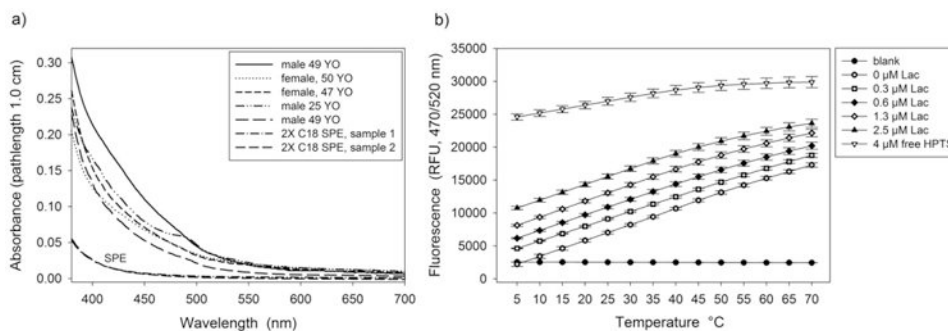 a)
Absorbance (pathlength 1.0 cm)
0.30
0.25
0.20
0.15
0.10
0.05
0.00
male 49 YO
female, 50 YO
female, 47 YO
male 25 YO
male 49 YO
2X C18 SPE, sample 1
2X C18 SPE, sample 2
SPE
400 450 500 550 600 650 700
Wavelength (nm)
b)
Fluorescence (RFU, 470/520 nm)
35000
30000
25000
20000
15000
10000
5000
0
5 10 15 20 25 30 35 40 45 50 55 60 65 70
Temperature °C
blank
0 µM Lac
0.3 µM Lac
0.6 µM Lac
1.3 µM Lac
2.5 µM Lac
4 µM free HPTS